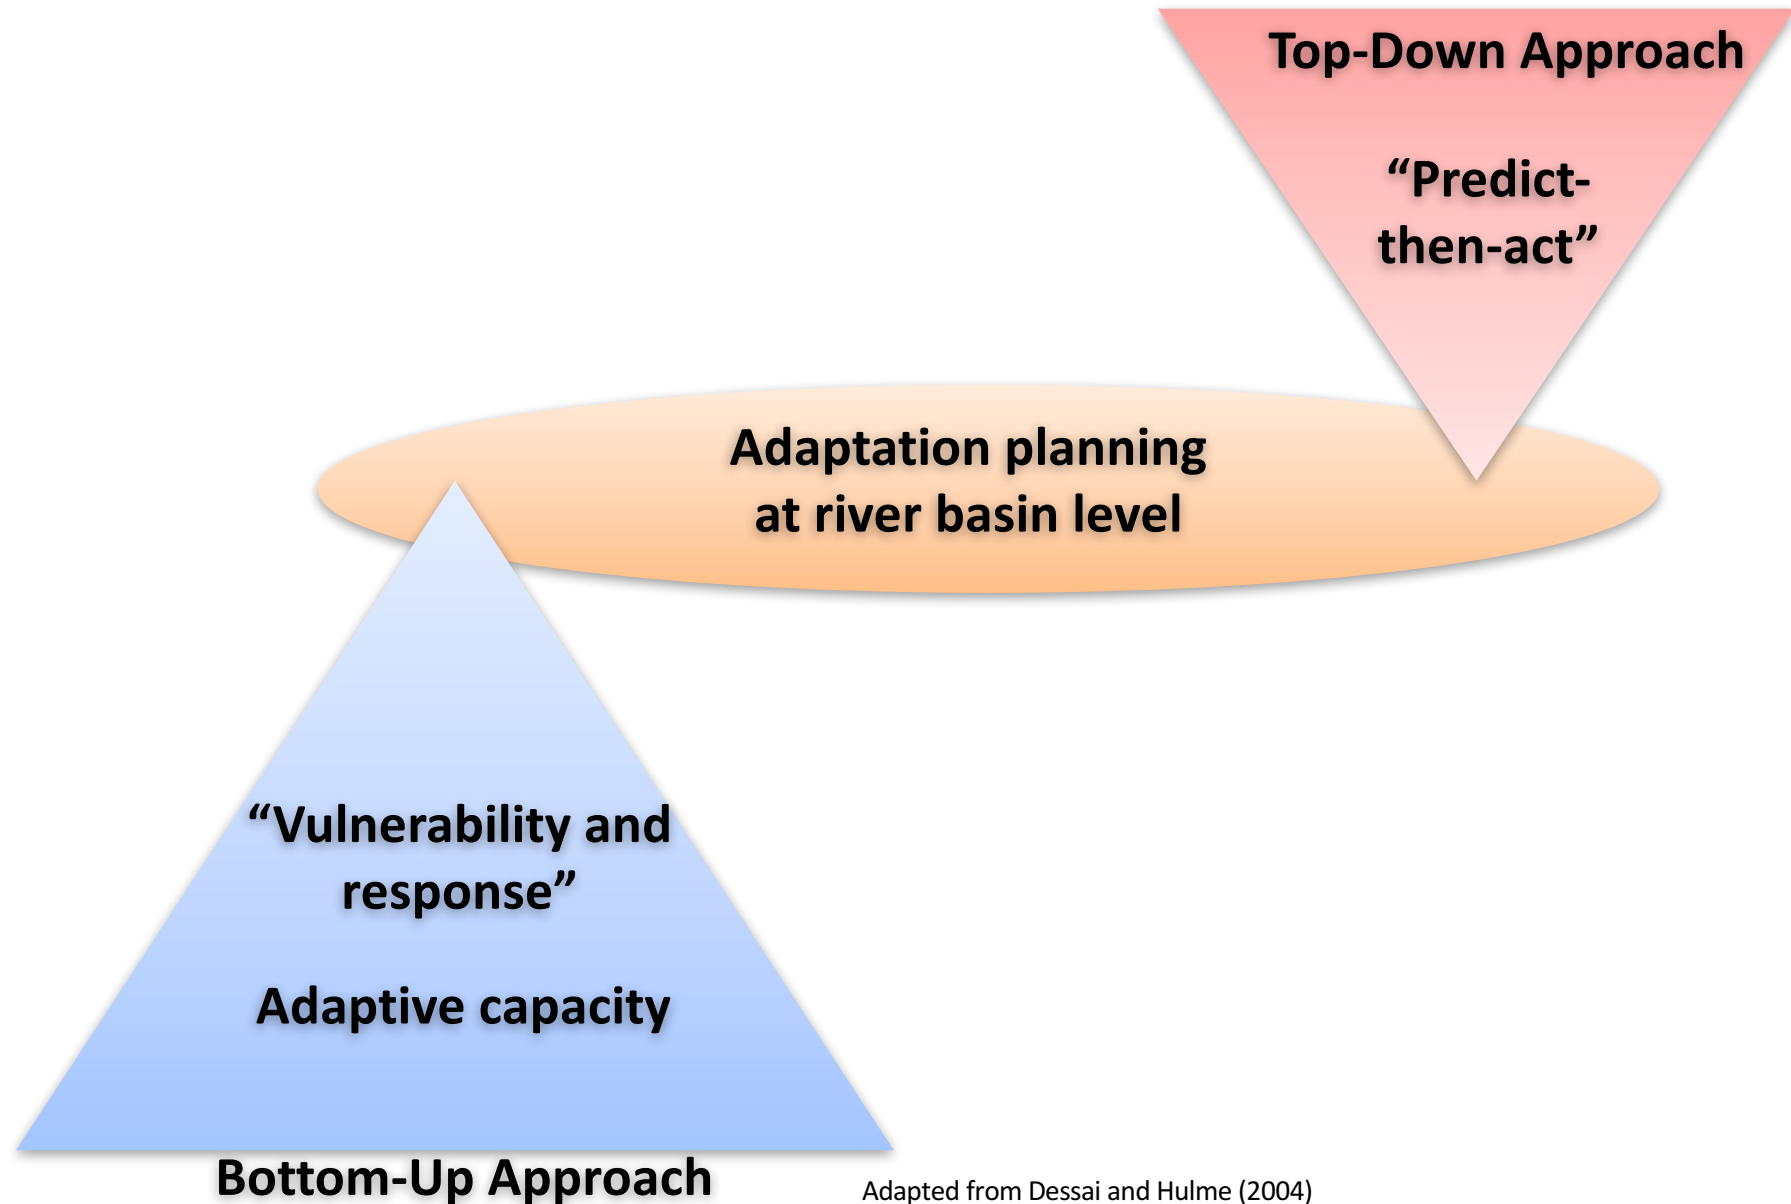 Top-Down Approach
“Predict-
then-act”
Adaptation planning
at river basin level
“Vulnerability and
response”
Adaptive capacity
Bottom-Up Approach
Adapted from Dessai and Hulme (2004)